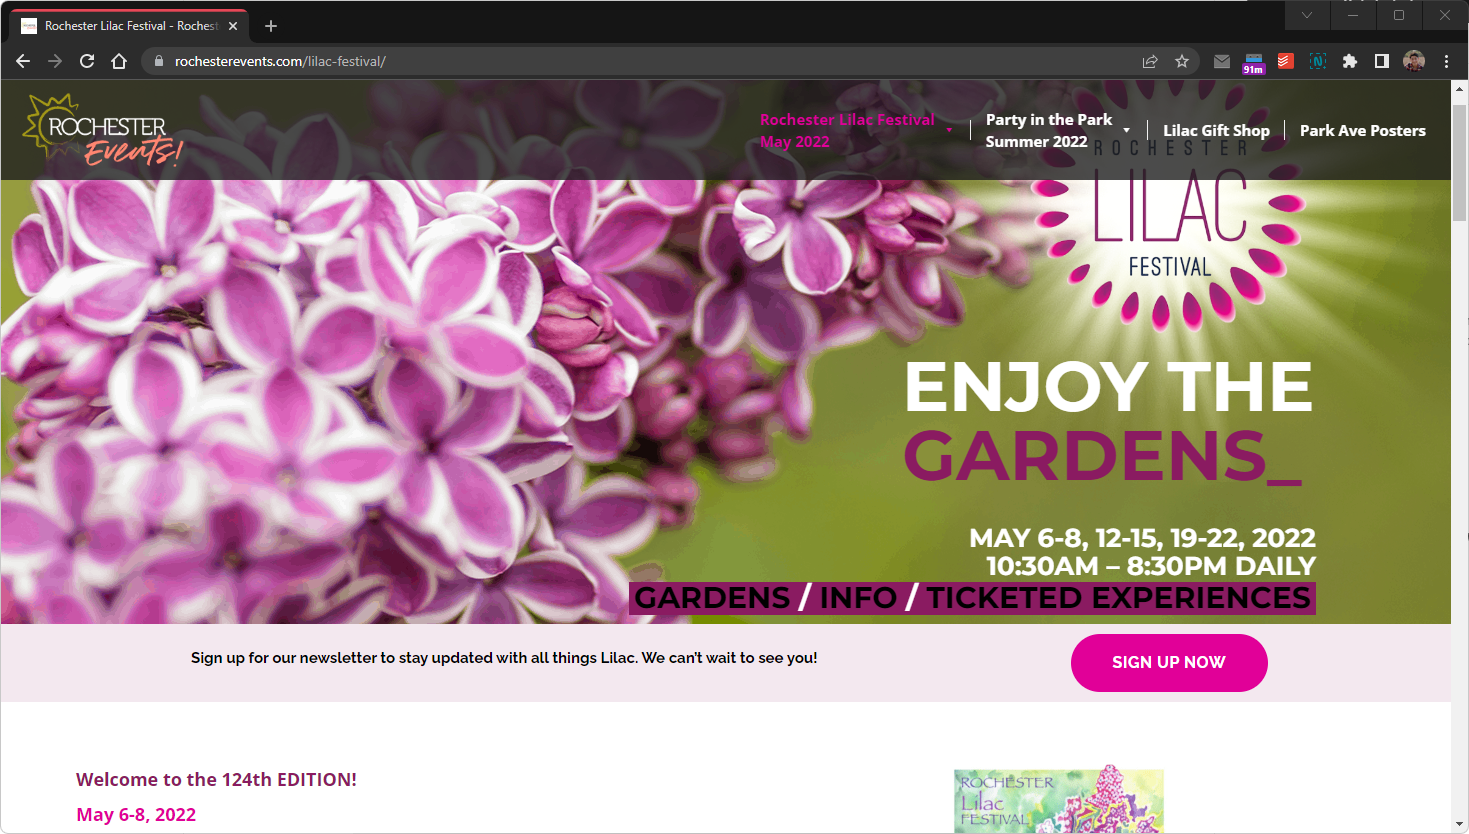 Rochester Lilac Festival - Rochest
rochesterevents.com/lilac-festival/
91m
N
ROCHESTER
Events!
Rochester Lilac Festival
May 2022
Party in the Park
Summer 2022
Lilac Gift Shop
Park Ave Posters
ROCHESTER
LILAC
FESTIVAL
ENJOY THE
GARDENS_
MAY 6-8, 12-15, 19-22, 2022
10:30AM – 8:30PM DAILY
GARDENS / INFO / TICKETED EXPERIENCES
Sign up for our newsletter to stay updated with all things Lilac. We can’t wait to see you!
SIGN UP NOW
Welcome to the 124th EDITION!
May 6-8, 2022
ROCHESTER
Lilac
FESTIVAL